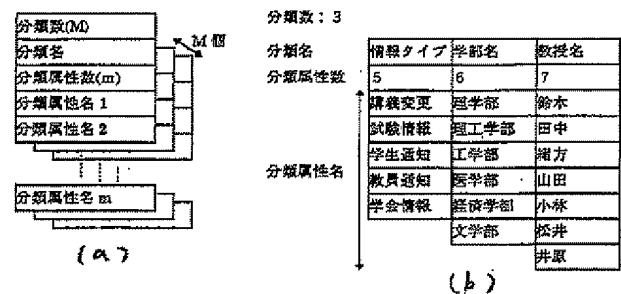 分類数(M)
分類名
分類属性数(m)
分類属性名 1
分類属性名 2
分類属性名 m
M 個
(a)
分類数：3
分類名 情報タイプ 学部名 教授名
分類属性数 5 6 7
分類属性名
講義変更 理学部 鈴木
試験情報 理工学部 田中
学生通知 工学部 緒方
教員通知 医学部 山田
学会情報 経済学部 小林
文学部 松井
井原
(b)